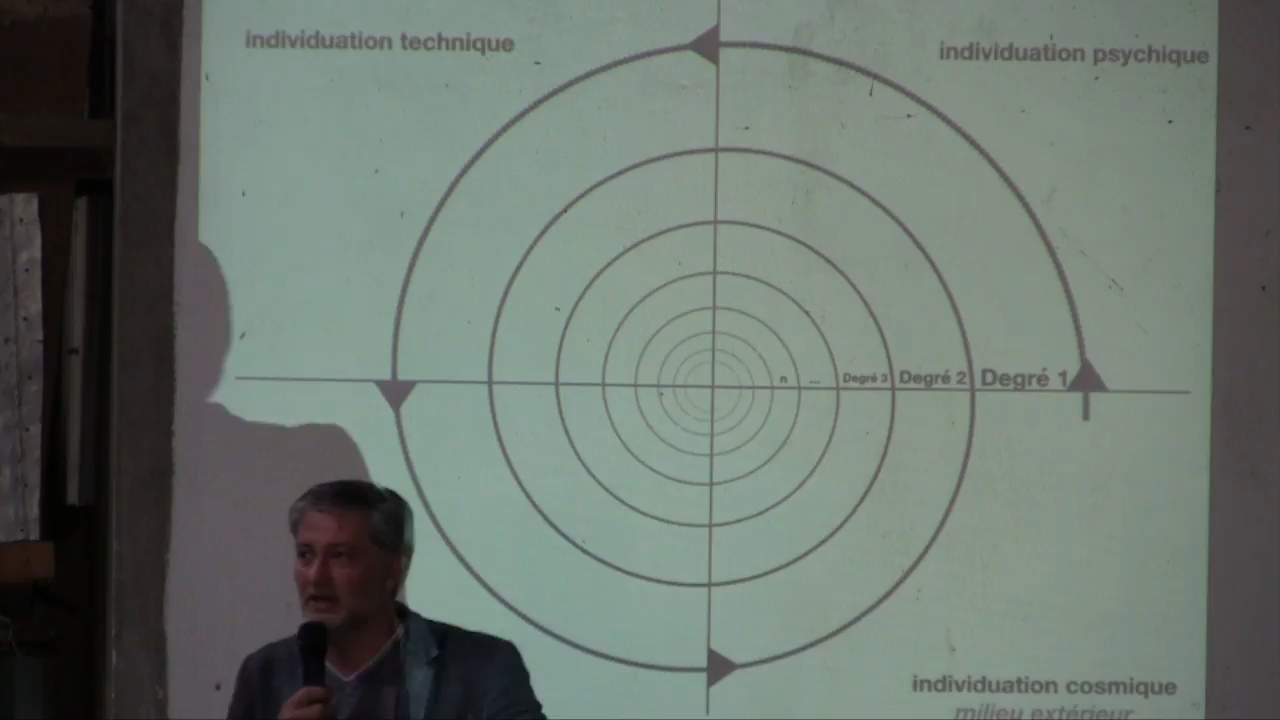 individuation technique
individuation psychique
n ... Degré 3 Degré 2 Degré 1
individuation cosmique
milieu extérieur